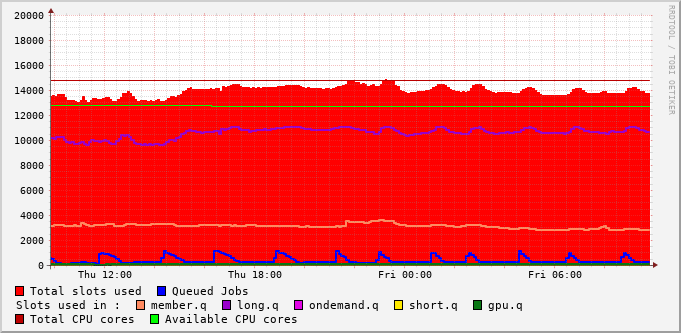 20000
18000
16000
14000
12000
10000
8000
6000
4000
2000
0
Thu 12:00 Thu 18:00 Fri 00:00 Fri 06:00
RRDTOOL / TOBI OETIKER
Total slots used Queued Jobs
Slots used in : member.q long.q ondemand.q short.q gpu.q
Total CPU cores Available CPU cores